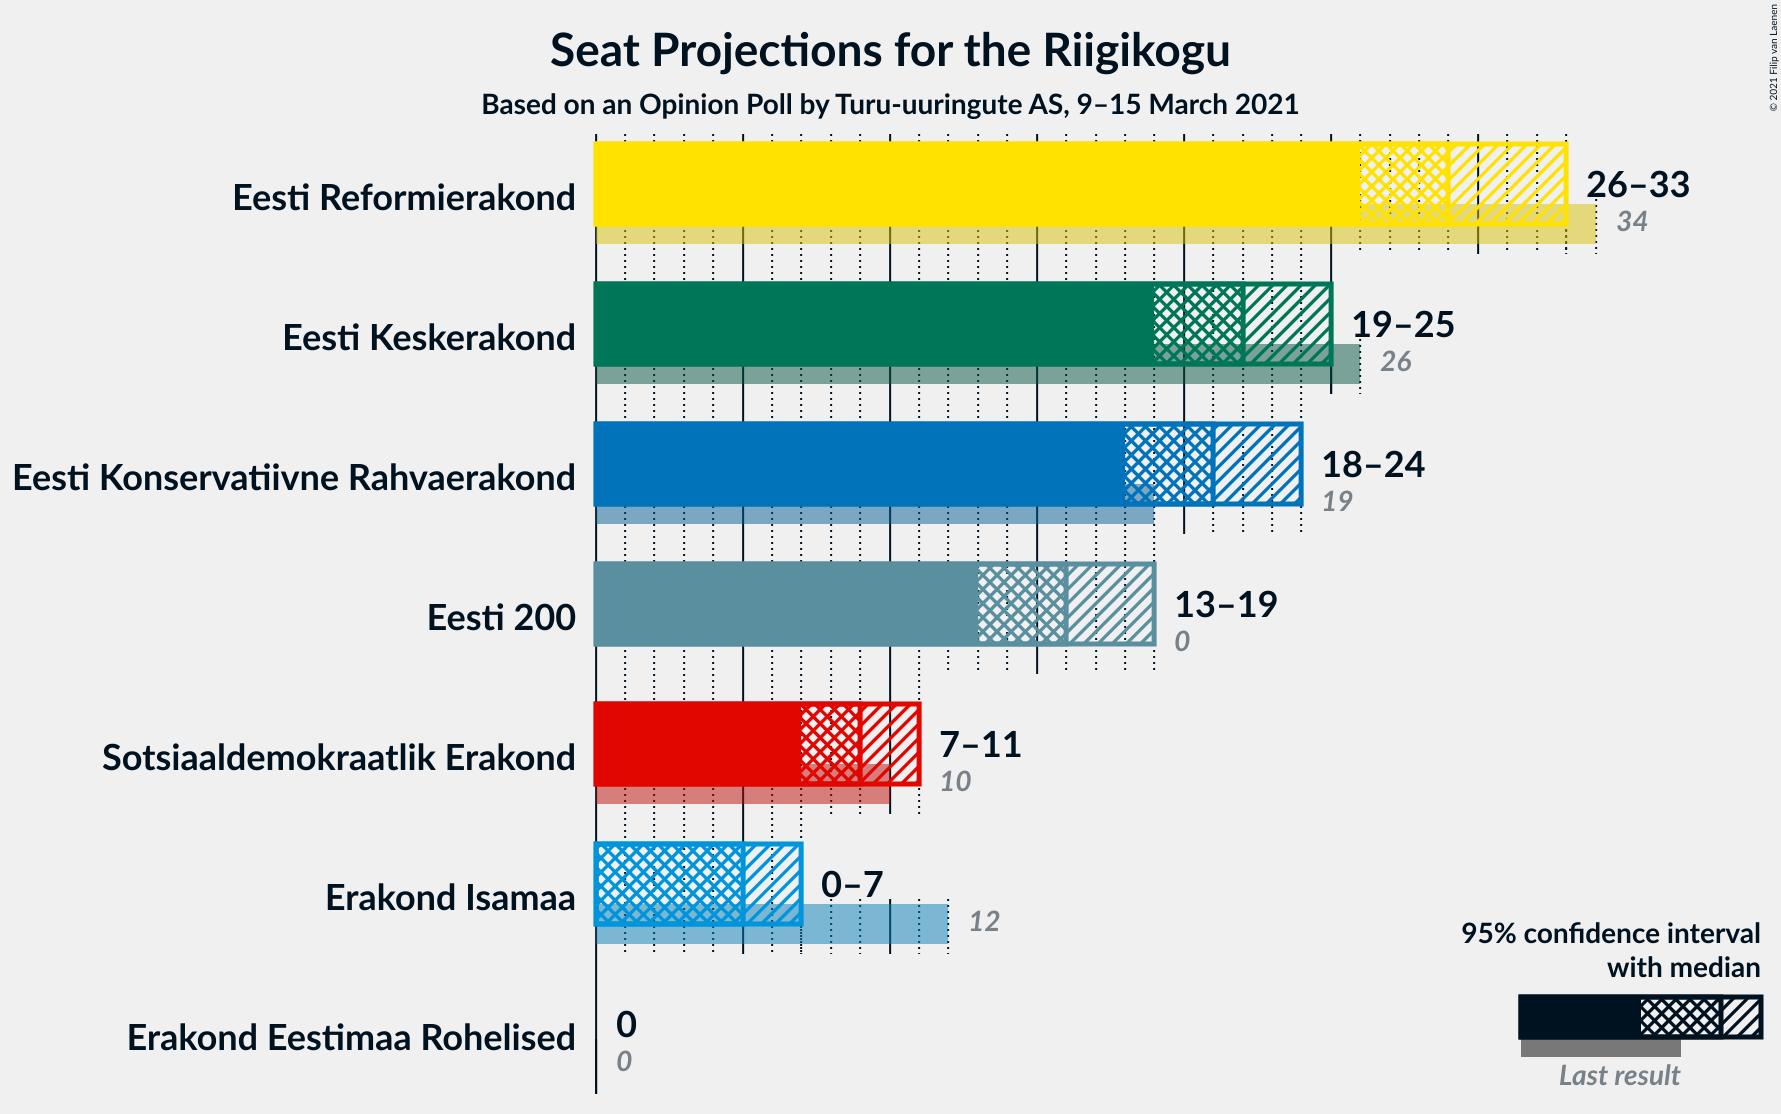 Seat Projections for the Riigikogu
Based on an Opinion Poll by Turu-uuringute AS, 9–15 March 2021
© 2021 Filip van Laenen
Eesti Reformierakond
26–33
34
Eesti Keskerakond
19–25
26
Eesti Konservatiivne Rahvaerakond
18–24
19
Eesti 200
13–19
0
Sotsiaaldemokraatlik Erakond
7–11
10
Erakond Isamaa
0–7
12
Erakond Eestimaa Rohelised
0
0
95% confidence interval
with median
Last result